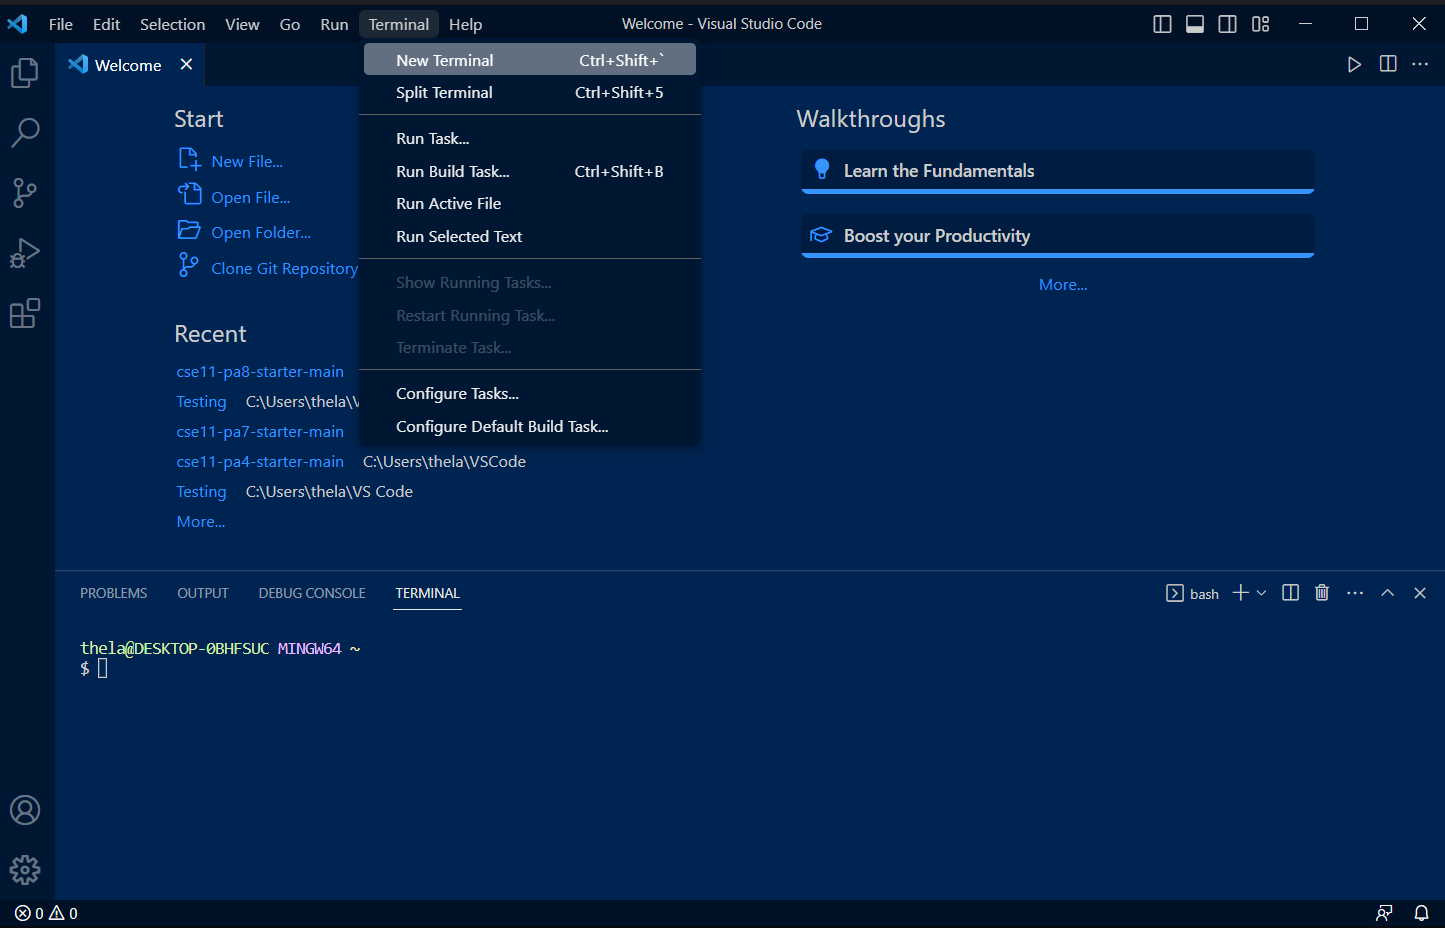 File Edit Selection View Go Run Terminal Help Welcome - Visual Studio Code
Welcome
New Terminal Ctrl+Shift+`
Split Terminal Ctrl+Shift+5
Run Task...
Run Build Task... Ctrl+Shift+B
Run Active File
Run Selected Text
Show Running Tasks...
Restart Running Task...
Terminate Task...
Configure Tasks...
Configure Default Build Task...
Start
New File...
Open File...
Open Folder...
Clone Git Repository
Recent
cse11-pa8-starter-main
Testing C:\Users\thela\V
cse11-pa7-starter-main
cse11-pa4-starter-main C:\Users\thela\VSCode
Testing C:\Users\thela\VS Code
More...
Walkthroughs
Learn the Fundamentals
Boost your Productivity
More...
PROBLEMS OUTPUT DEBUG CONSOLE TERMINAL bash
thela@DESKTOP-0BHFSUC MINGW64 ~
$
0 0